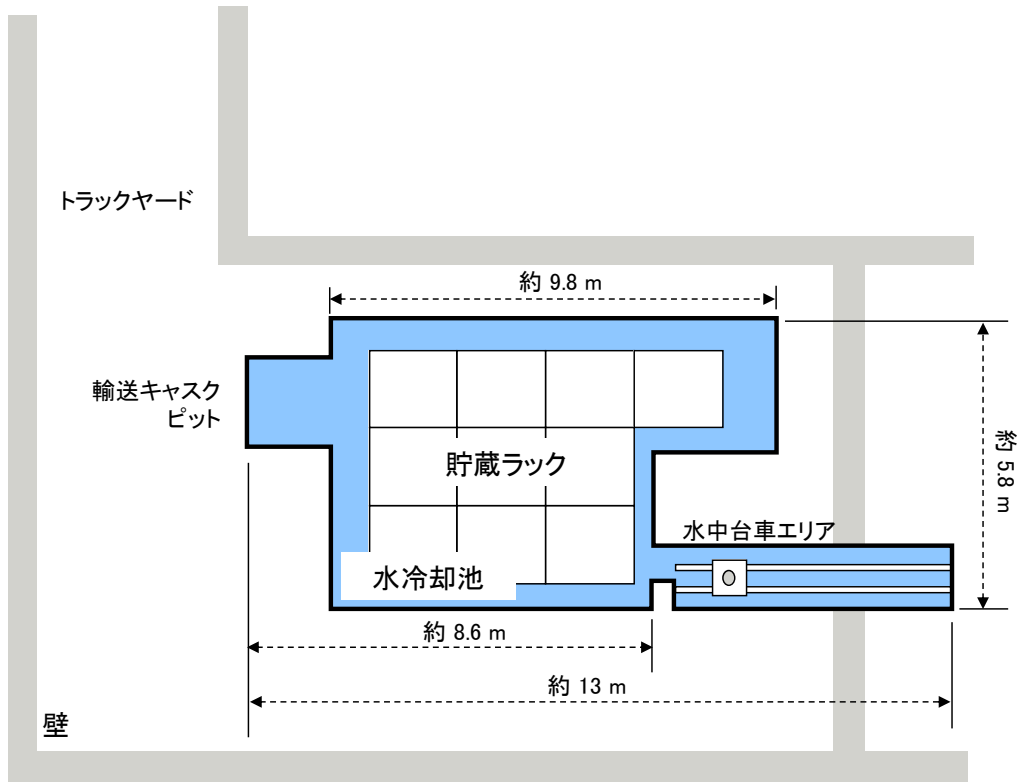 トラックヤード
約 9.8 m
輸送キャスク
ピット
貯蔵ラック
約 5.8 m
水中台車エリア
水冷却池
約 8.6 m
約 13 m
壁